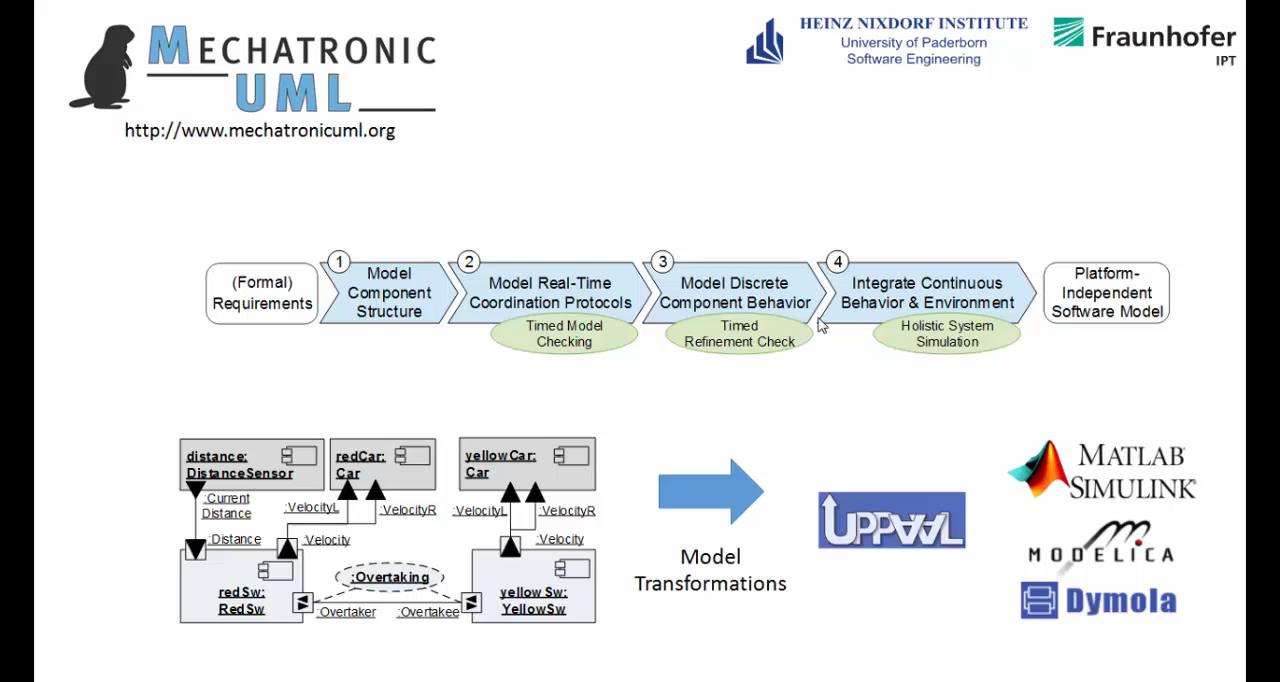 MECHATRONIC
UML
http://www.mechatronicuml.org
HEINZ NIXDORF INSTITUTE
University of Paderborn
Software Engineering
Fraunhofer
IPT
(Formal)
Requirements
1
Model
Component
Structure
2
Model Real-Time
Coordination Protocols
Timed Model
Checking
3
Model Discrete
Component Behavior
Timed
Refinement Check
4
Integrate Continuous
Behavior & Environment
Holistic System
Simulation
Platform-
Independent
Software Model
distance:
DistanceSensor
redCar:
Car
yellowCar:
Car
:Current
Distance
:VelocityL
:VelocityR
:VelocityL
:VelocityR
:Distance
:Velocity
:Velocity
redSw:
RedSw
:Overtaking
:Overtaker
:Overtakee
yellowSw:
YellowSw
Model
Transformations
UPPAAL
MATLAB
SIMULINK
MODELICA
Dymola